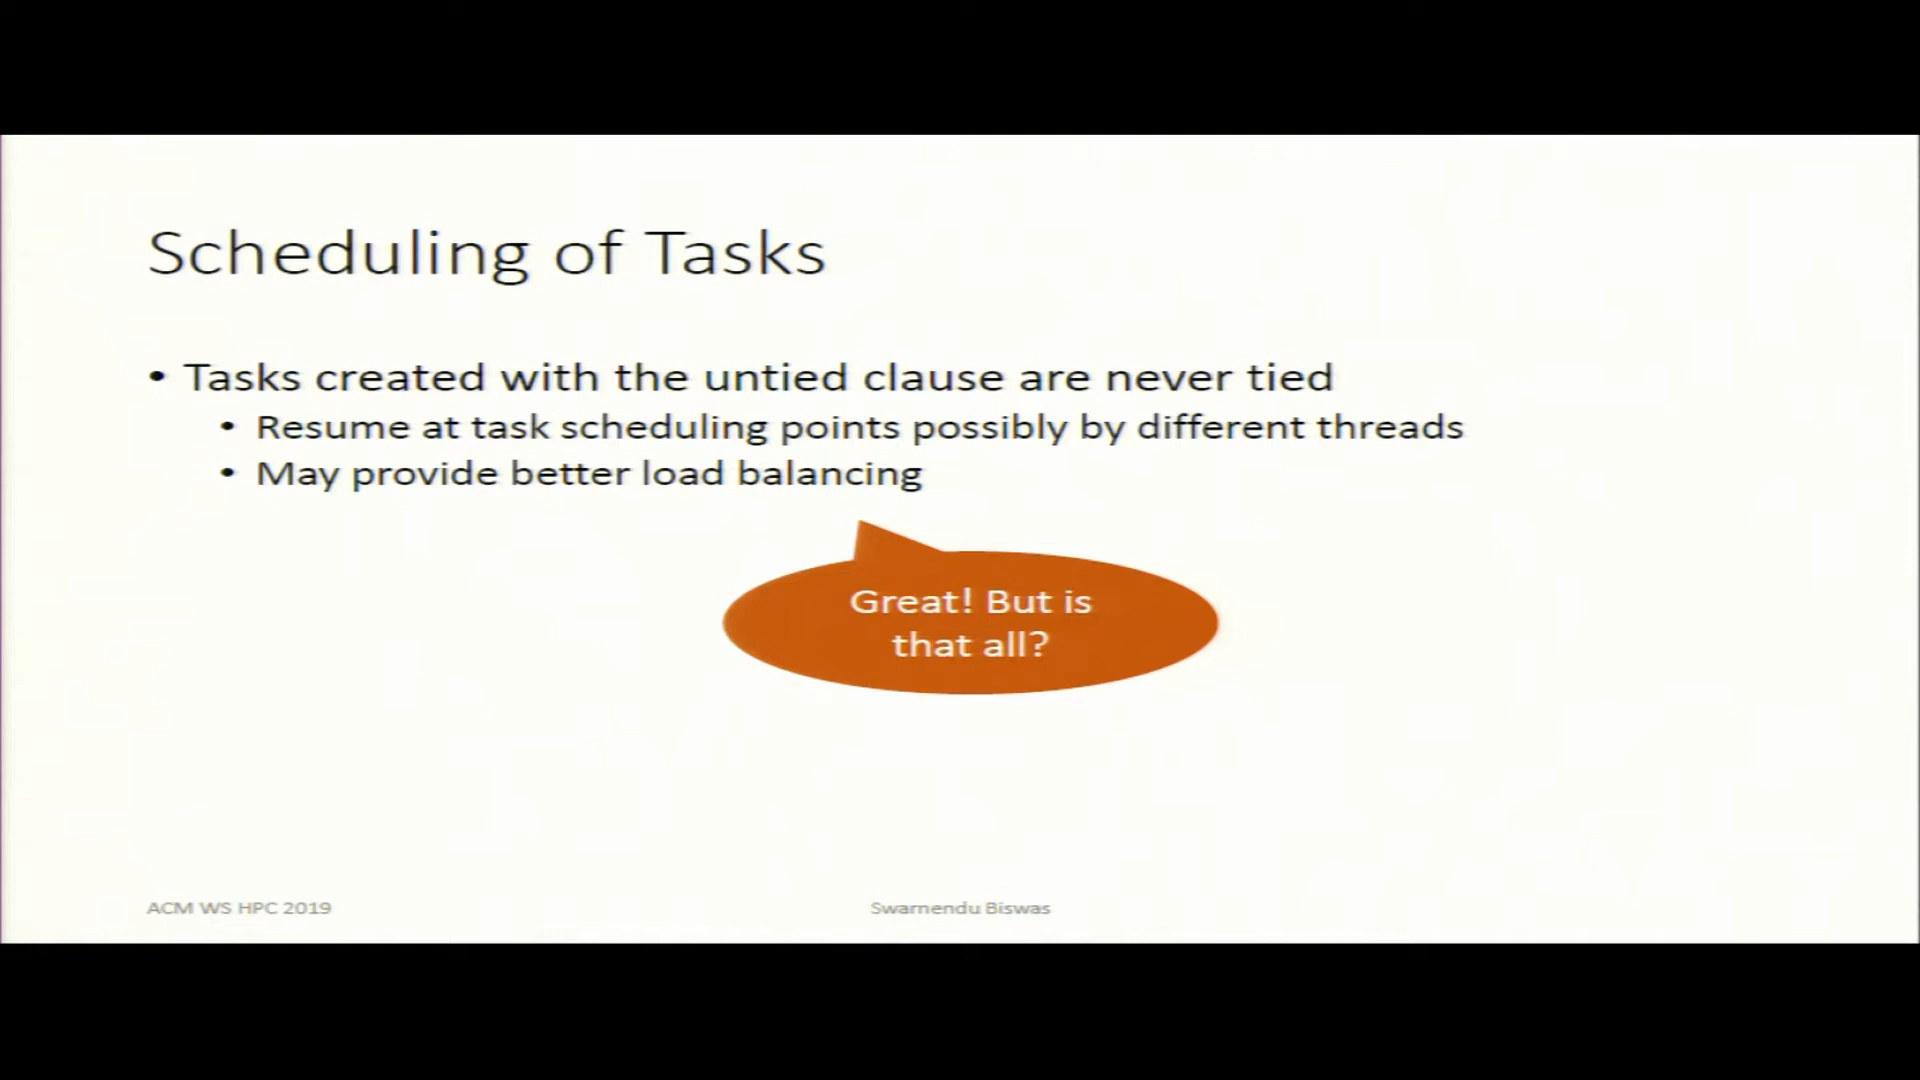 Scheduling of Tasks
• Tasks created with the untied clause are never tied
• Resume at task scheduling points possibly by different threads
• May provide better load balancing
Great! But is
that all?
ACM WS HPC 2019
Swarnendu Biswas